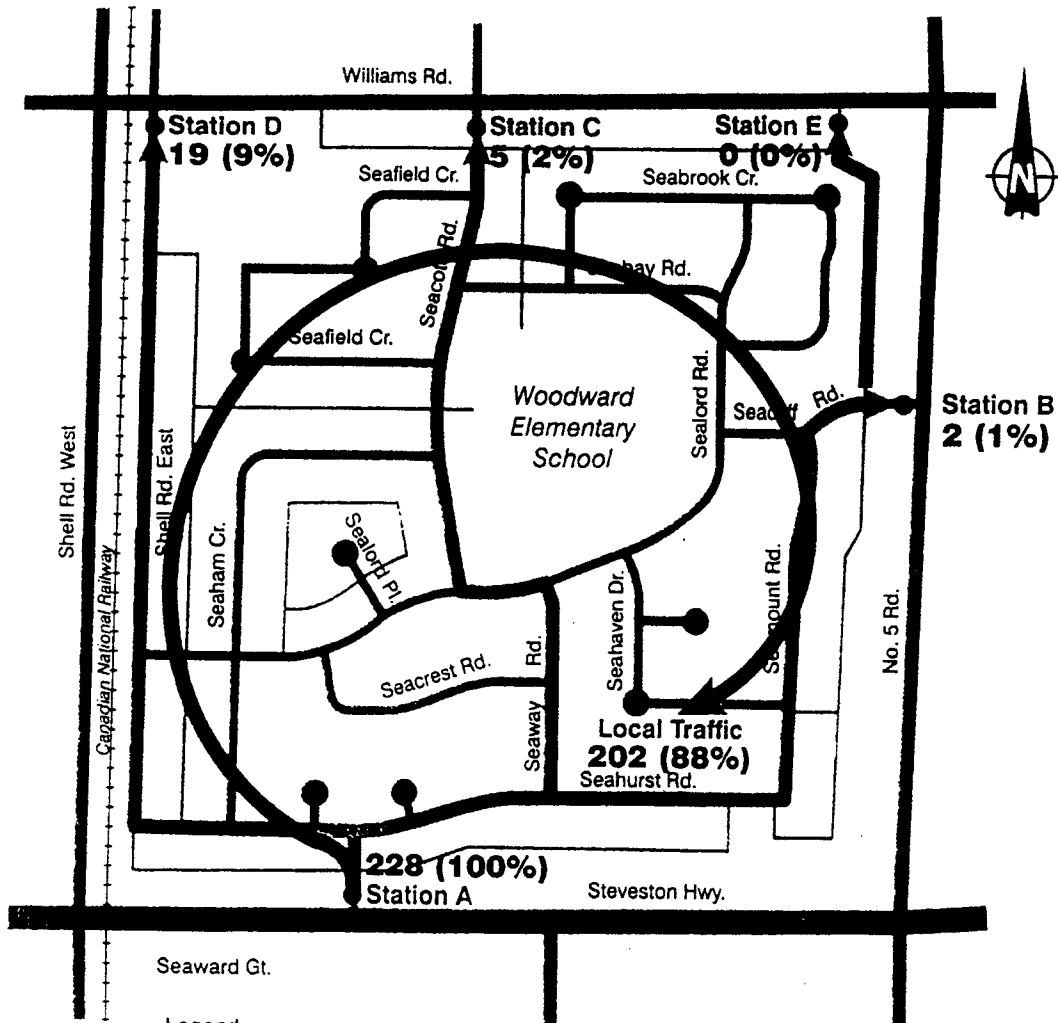 Williams Rd.
Station D
19 (9%)
Station C
5 (2%)
Station E
0 (0%)
N
Seafield Cr.
Seabrook Cr.
Seacote Rd.
Rd.
Seafield Cr.
Sealord Rd.
Woodward
Elementary
School
Rd.
Station B
2 (1%)
Shell Rd. West
Shell Rd. East
Canadian National Railway
Seaham Cr.
Sealord Pl.
Seacrest Rd.
Seaway Rd.
Seahaven Dr.
Rd.
No. 5 Rd.
Local Traffic
202 (88%)
Seahurst Rd.
228 (100%)
Station A
Steveston Hwy.
Seaward Gt.
Legend